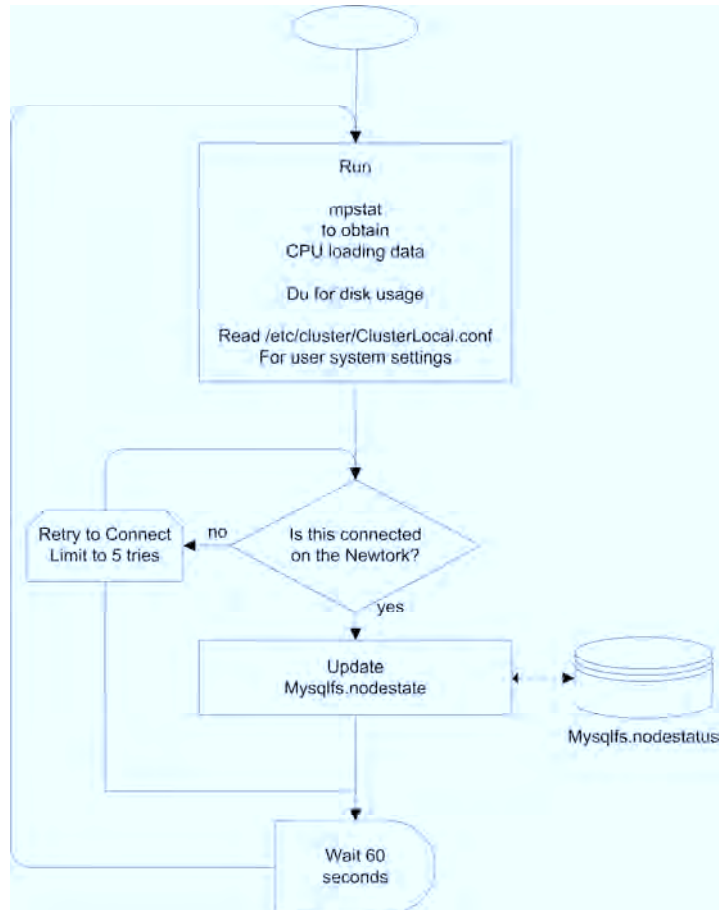 Run
mpstat
to obtain
CPU loading data
Du for disk usage
Read /etc/cluster/ClusterLocal.conf
For user system settings
Retry to Connect
Limit to 5 tries
no
Is this connected
on the Newtork?
yes
Update
Mysqlfs.nodestate
Mysqlfs.nodestatus
Wait 60
seconds